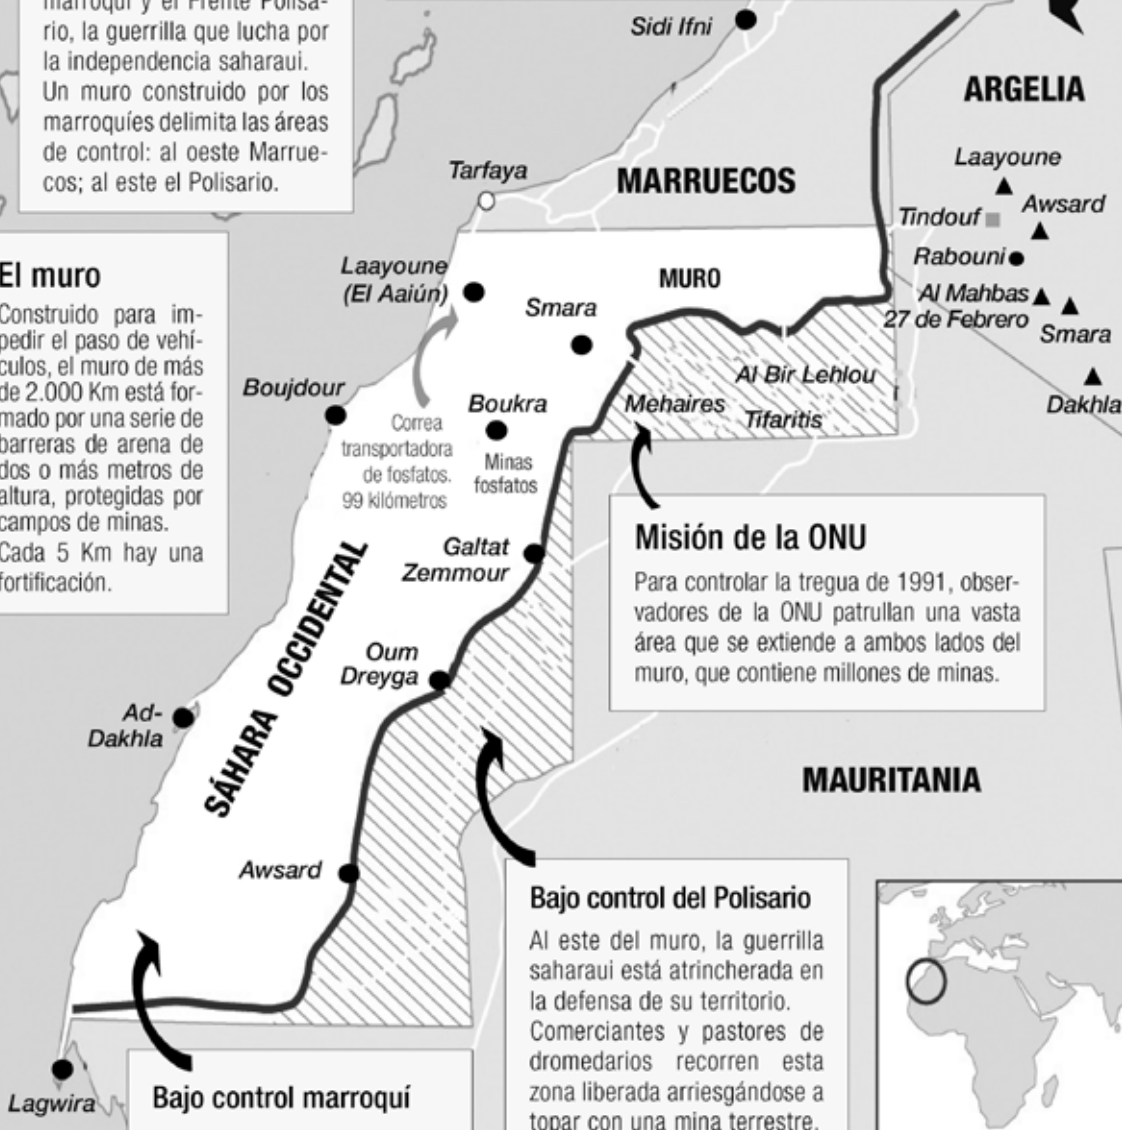 marroquí y el Frente Polisa-
rio, la guerrilla que lucha por
la independencia saharaui.
Un muro construido por los
marroquíes delimita las áreas
de control: al oeste Marrue-
cos; al este el Polisario.
Sidi Ifni
ARGELIA
Laayoune
Awsard
Tindouf
Rabouni
Al Mahbas
27 de Febrero
Smara
Dakhla
Tarfaya
MARRUECOS
El muro
Construido para im-
pedir el paso de vehí-
culos, el muro de más
de 2.000 Km está for-
mado por una serie de
barreras de arena de
dos o más metros de
altura, protegidas por
campos de minas.
Cada 5 Km hay una
fortificación.
Laayoune
(El Aaiún)
MURO
Smara
Boujdour
Boukra
Correa
transportadora
de fosfatos.
99 kilómetros
Minas
fosfatos
Al Bir Lehlou
Mehaires
Tifaritis
Galtat
Zemmour
Misión de la ONU
Para controlar la tregua de 1991, obser-
vadores de la ONU patrullan una vasta
área que se extiende a ambos lados del
muro, que contiene millones de minas.
SÁHARA OCCIDENTAL
Oum
Dreyga
Ad-
Dakhla
MAURITANIA
Awsard
Bajo control del Polisario
Al este del muro, la guerrilla
saharaui está atrincherada en
la defensa de su territorio.
Comerciantes y pastores de
dromedarios recorren esta
zona liberada arriesgándose a
topar con una mina terrestre.
Lagwira
Bajo control marroquí